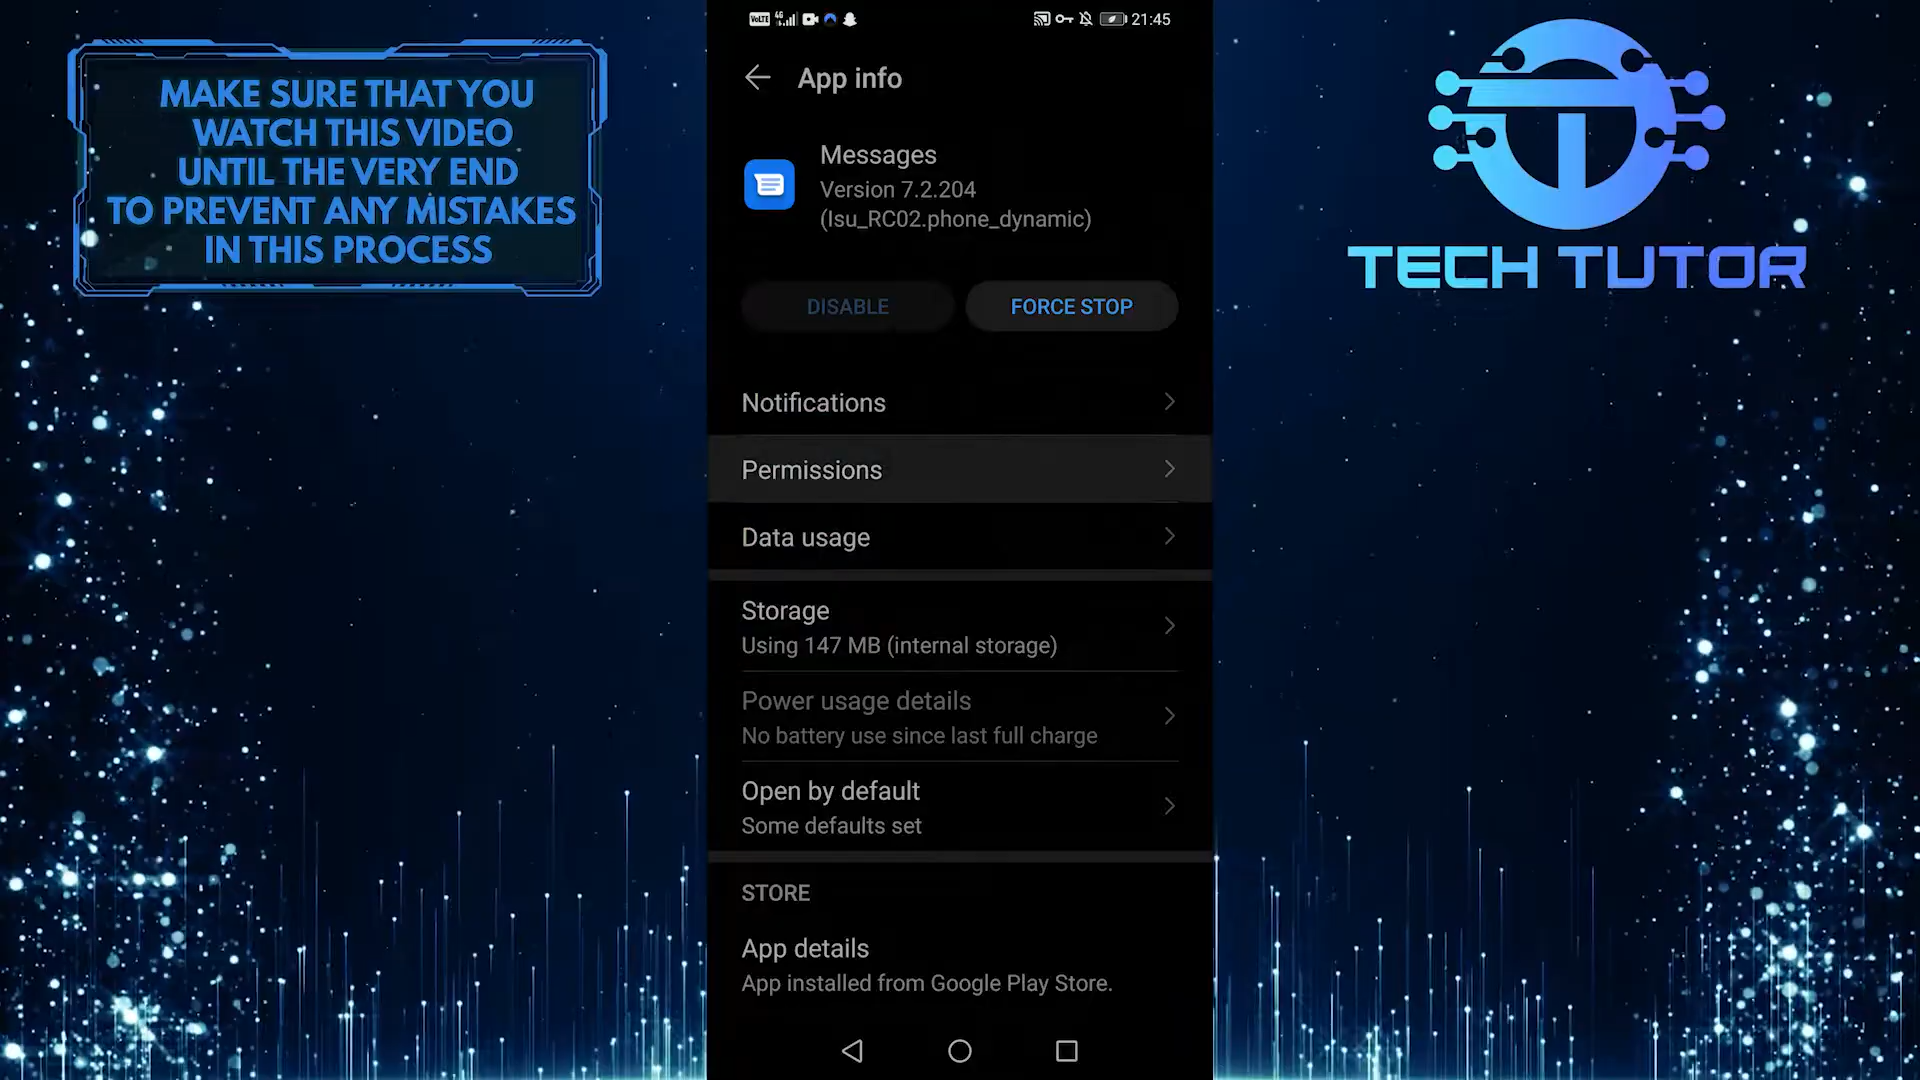 MAKE SURE THAT YOU
WATCH THIS VIDEO
UNTIL THE VERY END
TO PREVENT ANY MISTAKES
IN THIS PROCESS
VoLTE 4G 21:45
App info
Messages
Version 7.2.204
(Isu_RC02.phone_dynamic)
DISABLE
FORCE STOP
Notifications
Permissions
Data usage
Storage
Using 147 MB (internal storage)
Power usage details
No battery use since last full charge
Open by default
Some defaults set
STORE
App details
App installed from Google Play Store.
TECH TUTOR